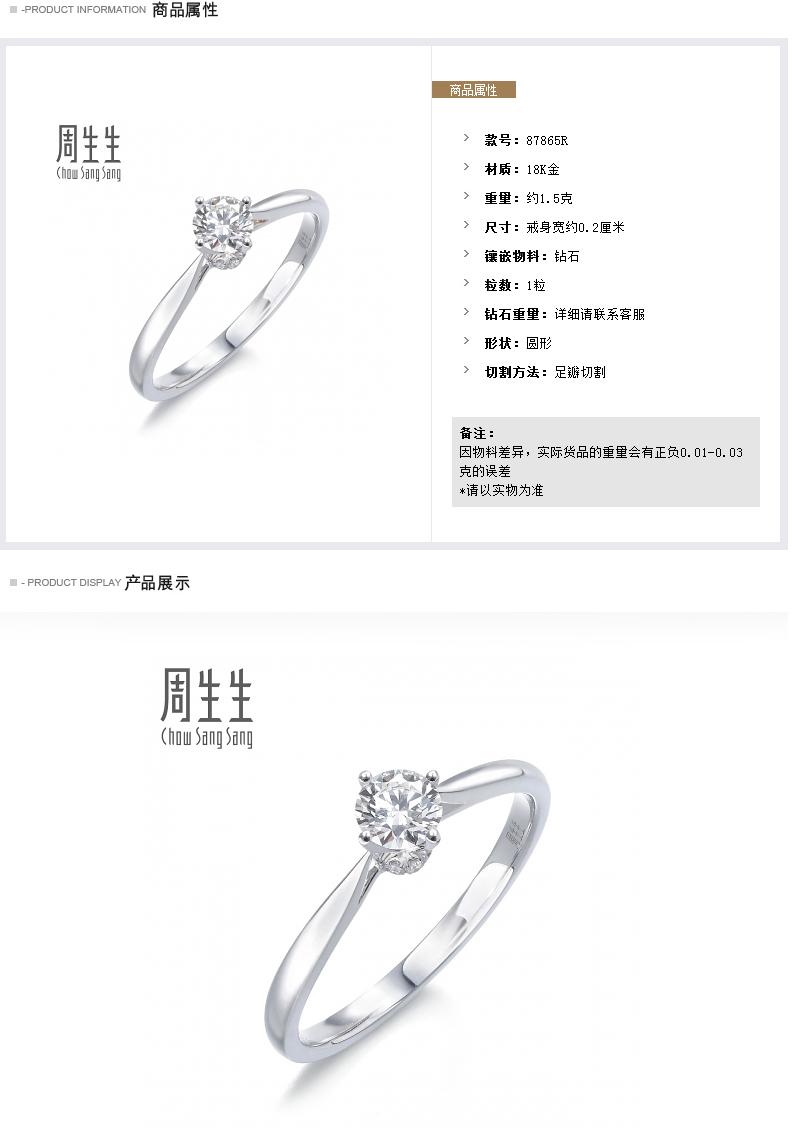 -PRODUCT INFORMATION 商品属性
周生生
Chow Sang Sang
商品属性
款号：87865R
材质：18K金
重量：约1.5克
尺寸：戒身宽约0.2厘米
镶嵌物料：钻石
粒数：1粒
钻石重量：详细请联系客服
形状：圆形
切割方法：足瓣切割
备注：
因物料差异，实际货品的重量会有正负0.01-0.03
克的误差
*请以实物为准
- PRODUCT DISPLAY 产品展示
周生生
Chow Sang Sang